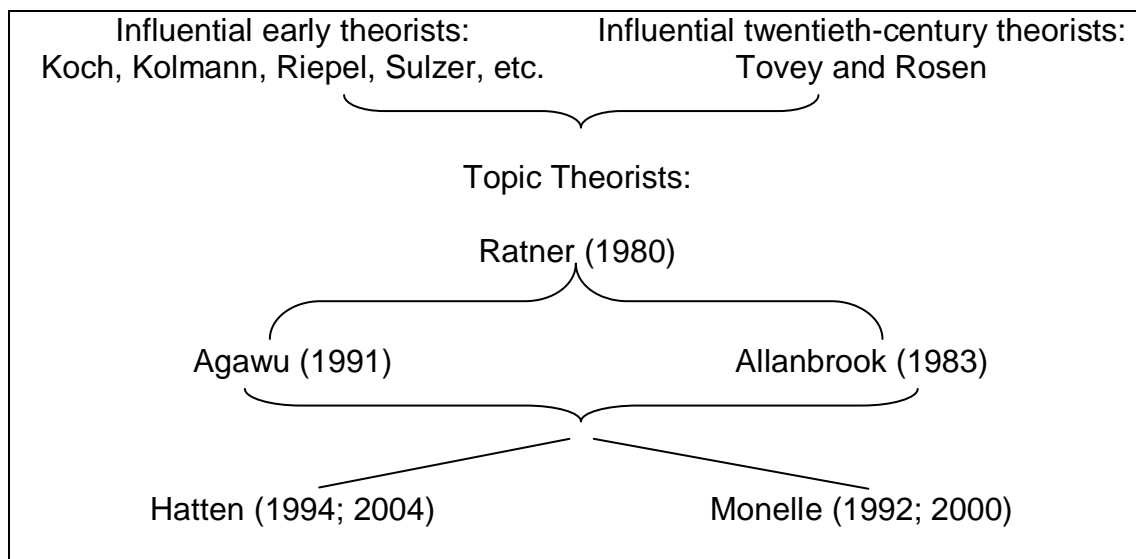 Influential early theorists:
Koch, Kolmann, Riepel, Sulzer, etc.
Influential twentieth-century theorists:
Tovey and Rosen
Topic Theorists:
Ratner (1980)
Agawu (1991)
Allanbrook (1983)
Hatten (1994; 2004)
Monelle (1992; 2000)